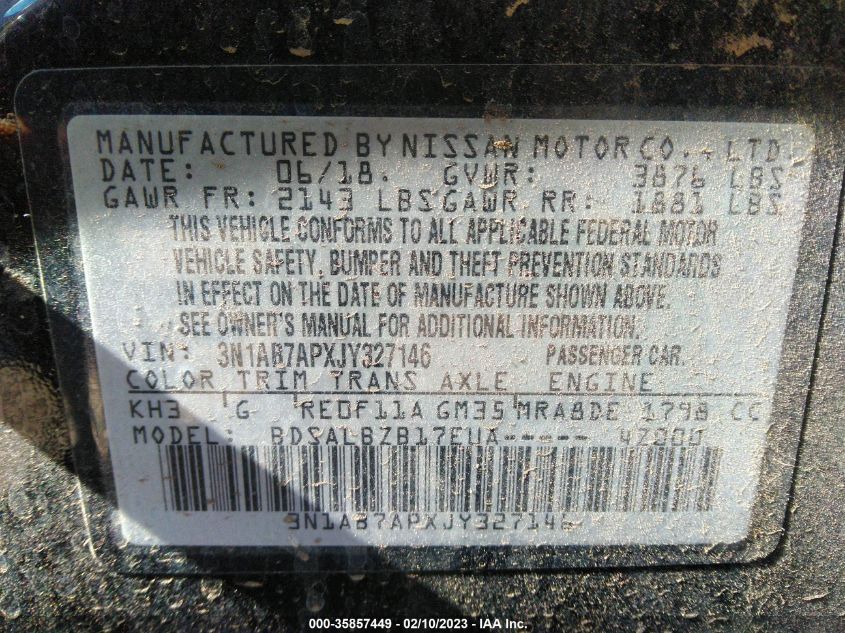 MANUFACTURED BY NISSAN MOTOR CO., LTD
DATE: 06/18. GVWR: 3876 LBS
GAWR FR: 2143 LBS GAWR RR: 1881 LBS
THIS VEHICLE CONFORMS TO ALL APPLICABLE FEDERAL MOTOR
VEHICLE SAFETY, BUMPER AND THEFT PREVENTION STANDARDS
IN EFFECT ON THE DATE OF MANUFACTURE SHOWN ABOVE.
SEE OWNER'S MANUAL FOR ADDITIONAL INFORMATION.
VIN: 3N1AB7APXJY327146 PASSENGER CAR.
COLOR TRIM TRANS AXLE ENGINE
KH3 G RE0F11A GM35 MRA8DE 1798 CC
MODEL: BDSALBZB17EUA----- 42000
3N1AB7APXJY327146
000-35857449 - 02/10/2023 - IAA Inc.